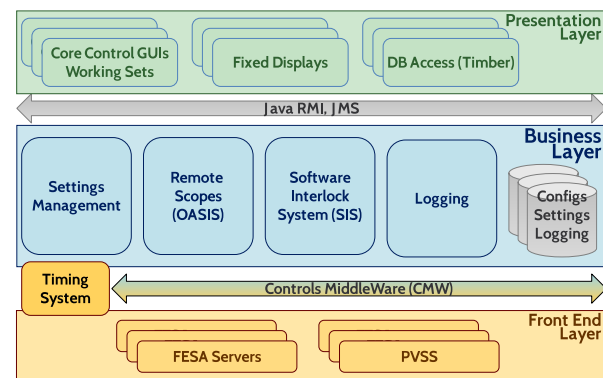 Presentation
Layer
Core Control GUIs
Working Sets
Fixed Displays
DB Access (Timber)
Java RMI, JMS
Business
Layer
Settings
Management
Remote
Scopes
(OASIS)
Software
Interlock
System (SIS)
Logging
Configs
Settings
Logging
Timing
System
Controls MiddleWare (CMW)
Front End
Layer
FESA Servers
PVSS